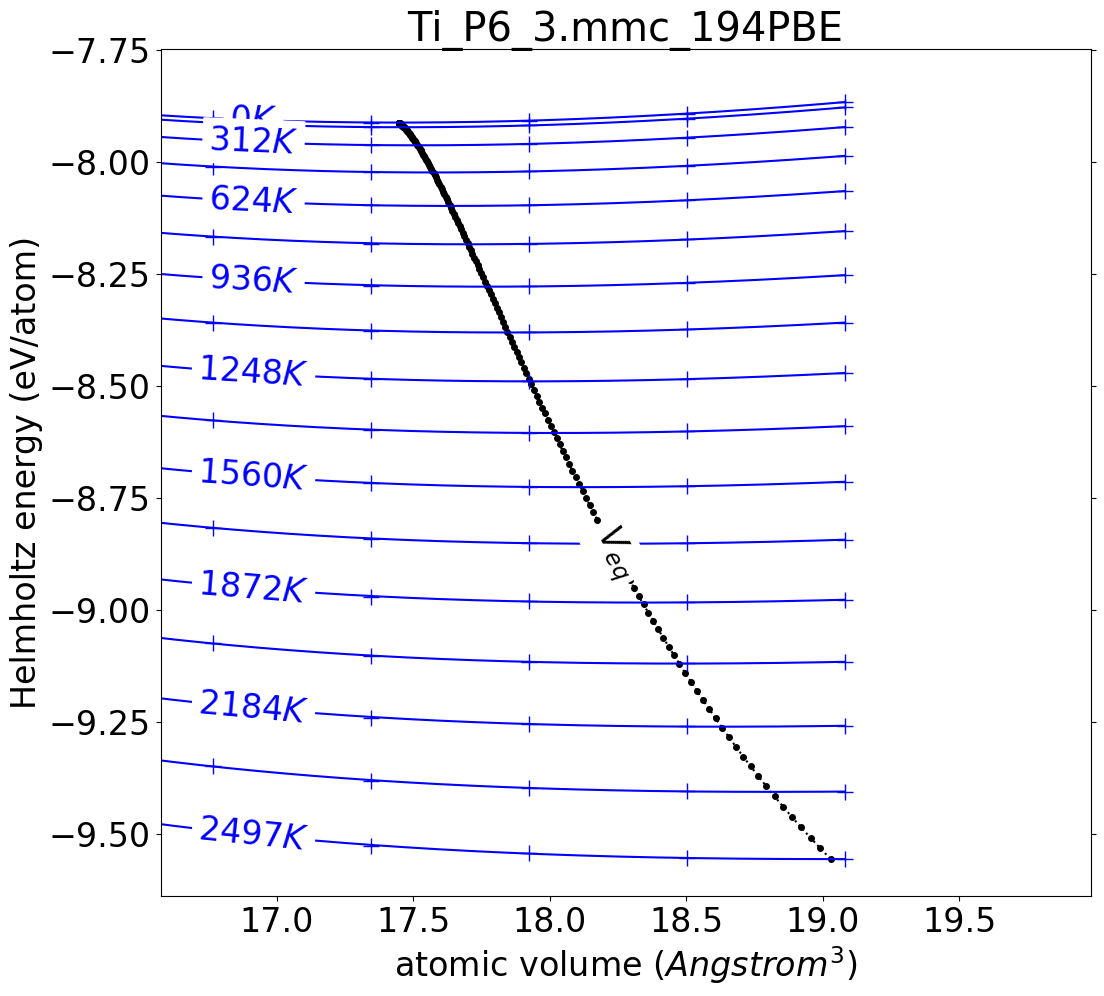 Ti_P6_3.mmc_194PBE
Helmholtz energy (eV/atom)
−7.75
−8.00
−8.25
−8.50
−8.75
−9.00
−9.25
−9.50
0K
312K
624K
936K
1248K
1560K
1872K
2184K
2497K
V_eq
17.0 17.5 18.0 18.5 19.0 19.5
atomic volume (Angstrom³)